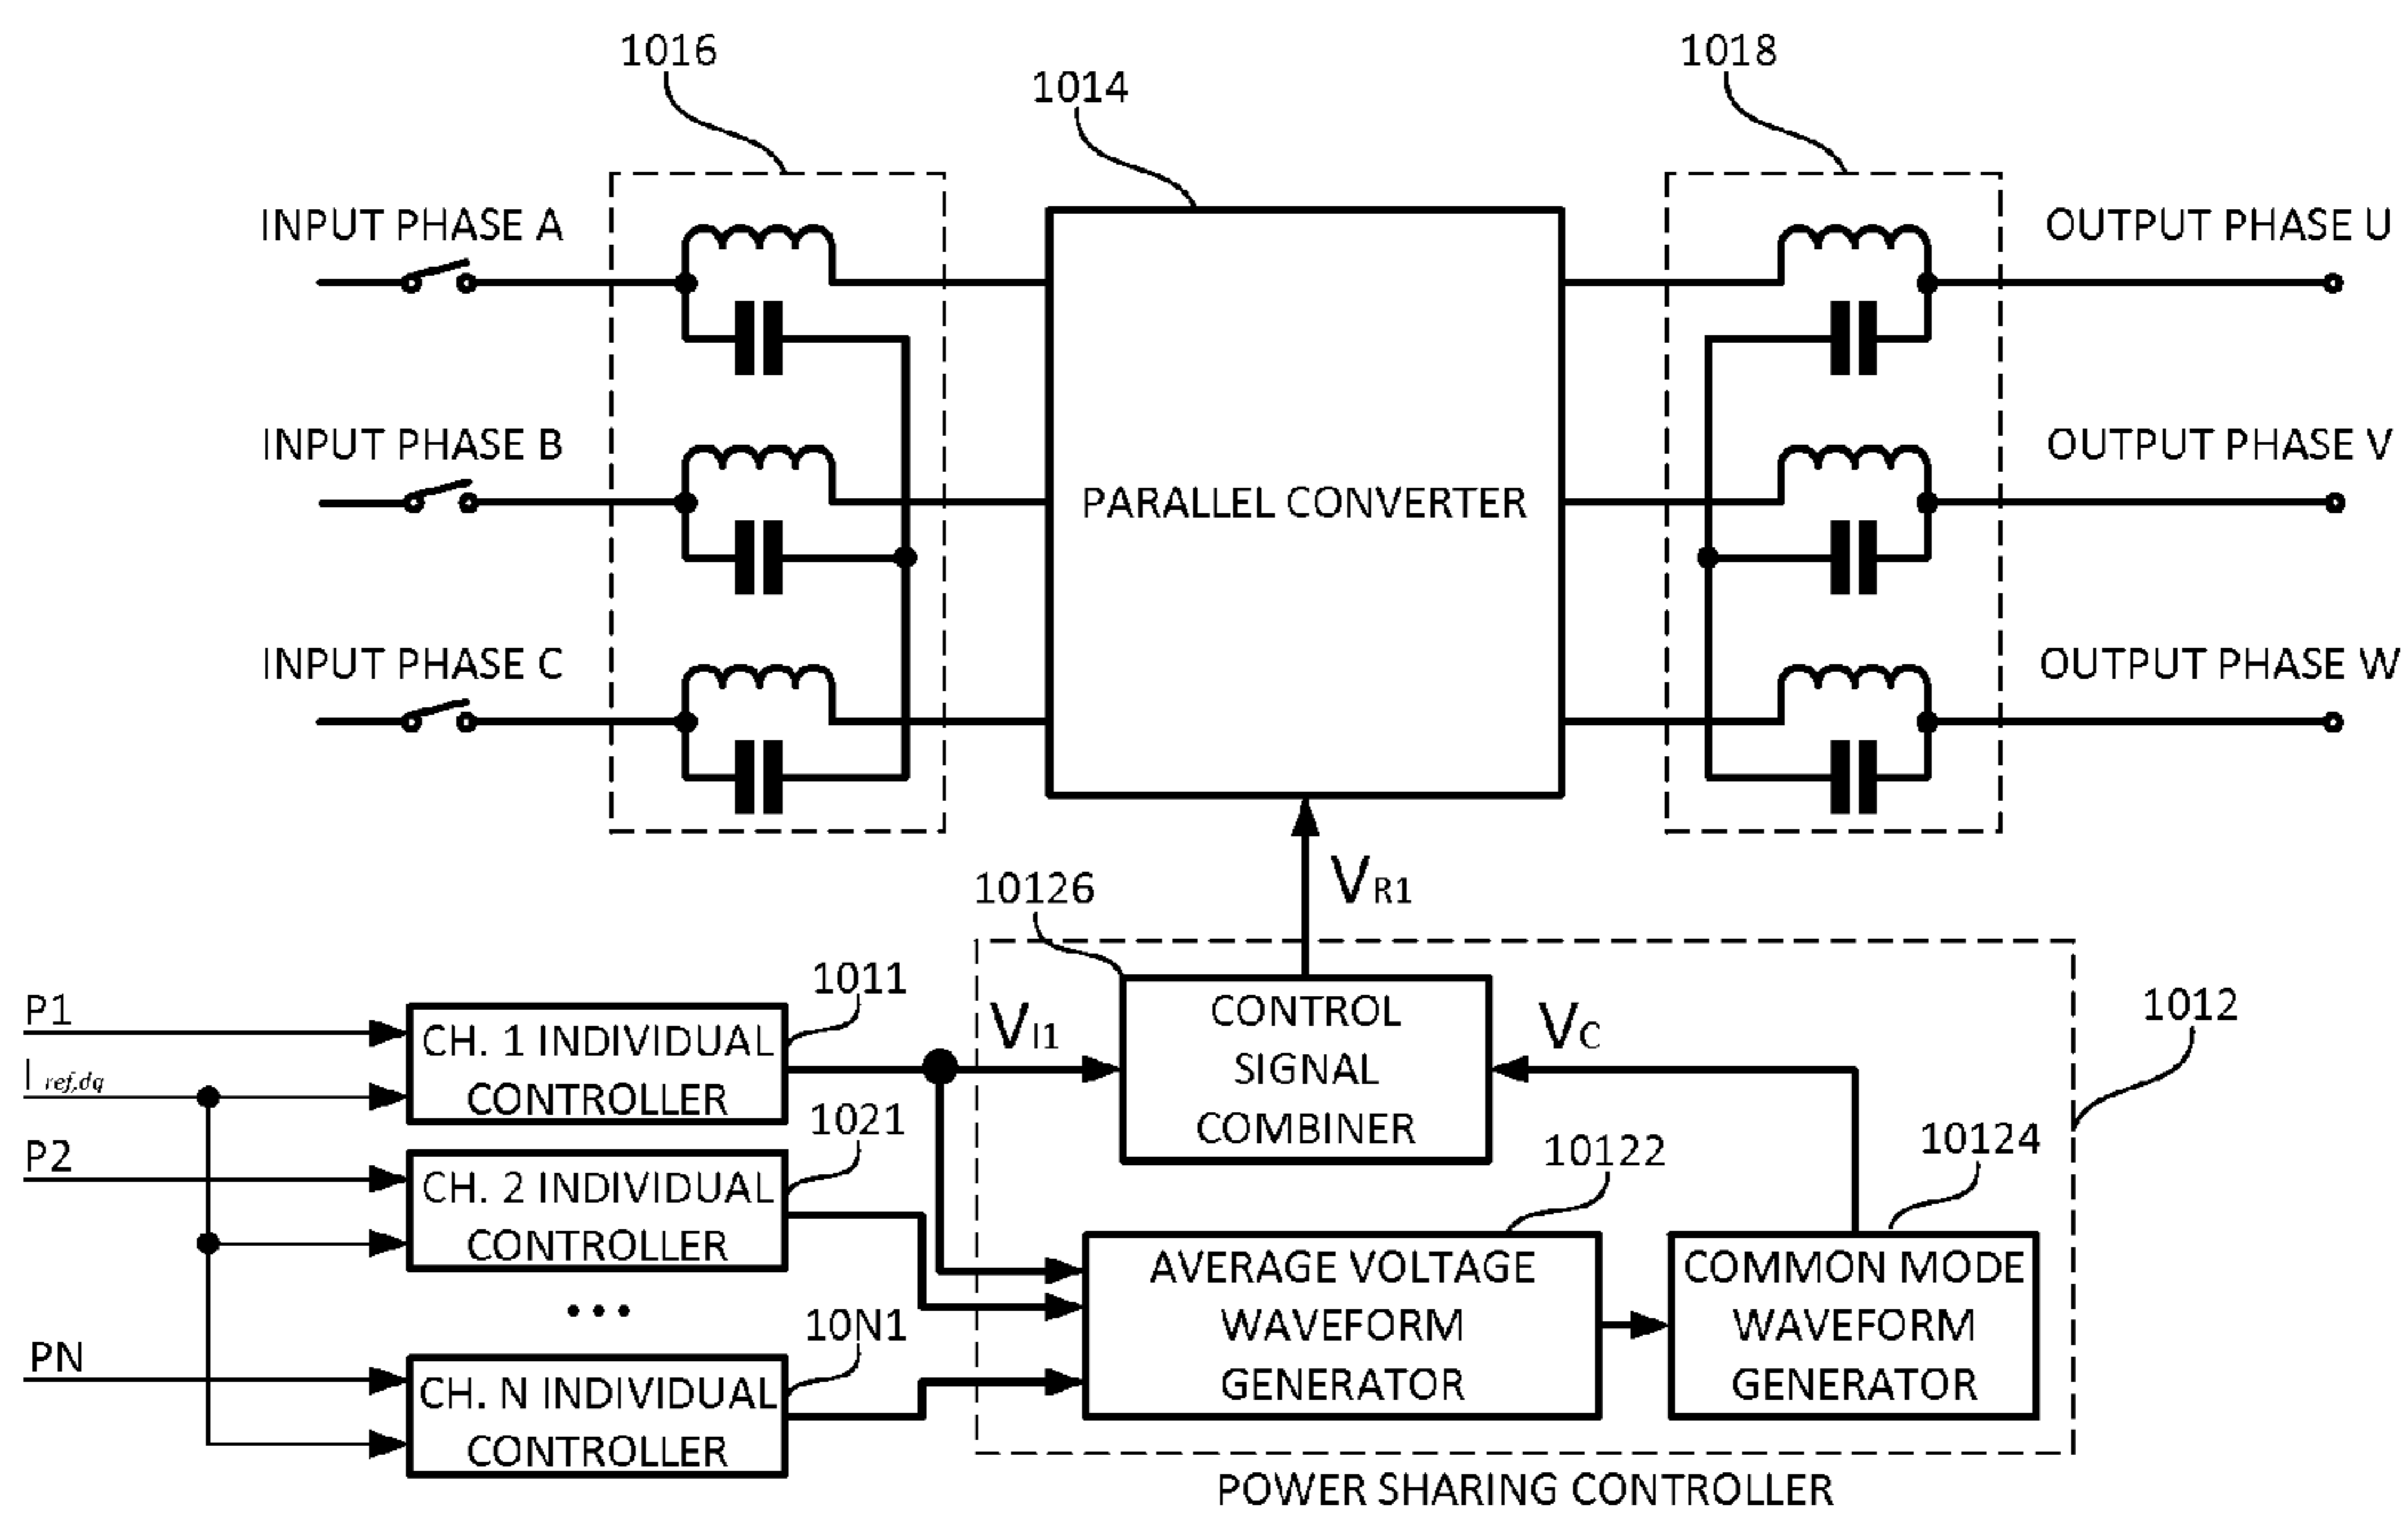 1016
1014
1018
INPUT PHASE A
OUTPUT PHASE U
INPUT PHASE B
OUTPUT PHASE V
PARALLEL CONVERTER
INPUT PHASE C
OUTPUT PHASE W
VR1
10126
P1
I ref,dq
CH. 1 INDIVIDUAL
CONTROLLER
1011
VI1
CONTROL
SIGNAL
COMBINER
VC
1012
P2
CH. 2 INDIVIDUAL
CONTROLLER
1021
10122
10124
AVERAGE VOLTAGE
WAVEFORM
GENERATOR
COMMON MODE
WAVEFORM
GENERATOR
...
PN
CH. N INDIVIDUAL
CONTROLLER
10N1
POWER SHARING CONTROLLER